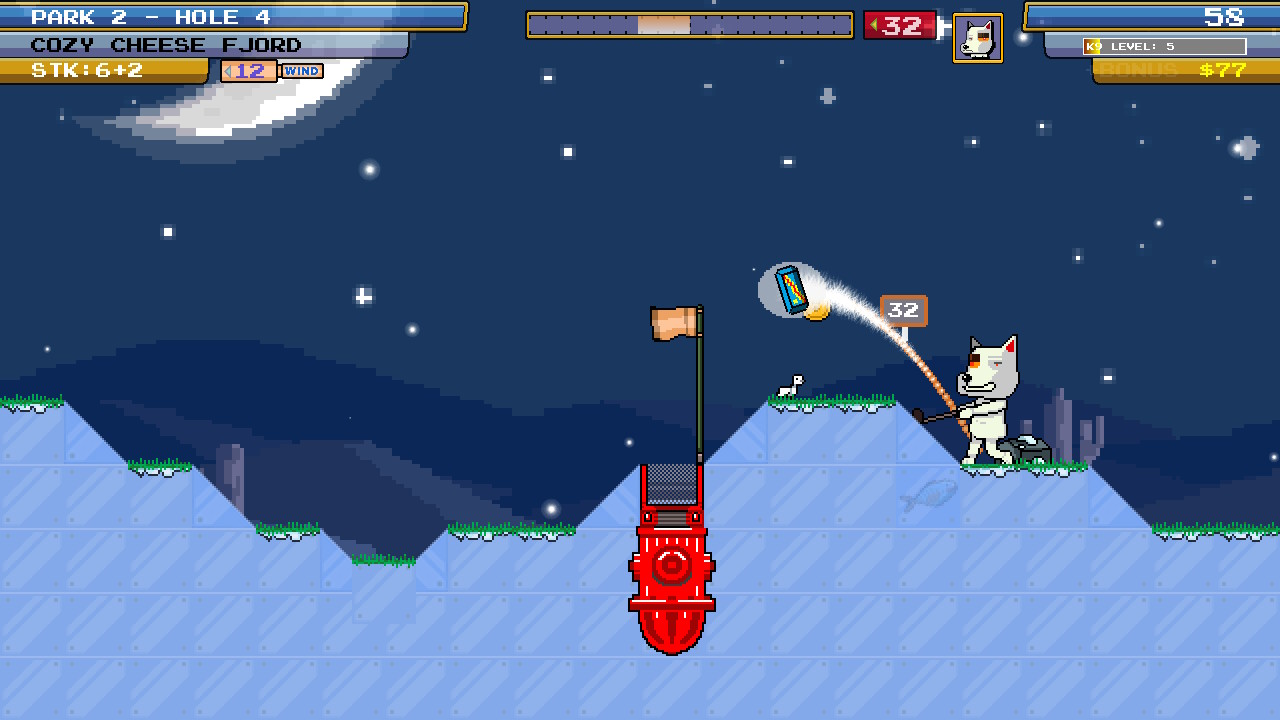 PARK 2 - HOLE 4
COZY CHEESE FJORD
STK:6+2
12
WIND
32
58
K9 LEVEL: 5
BONUS $77
32